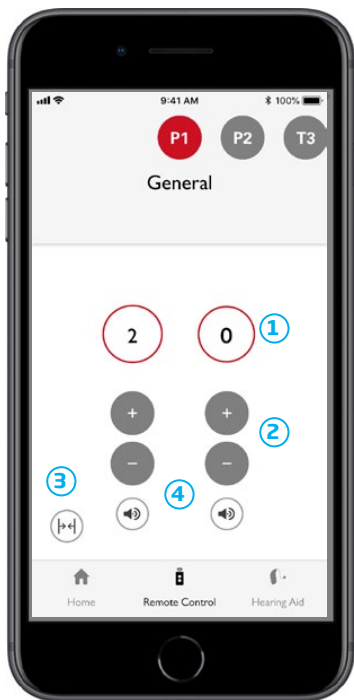 9:41 AM 100%
P1 P2 T3
General
2 0 1
+ +
2
- -
3
4
Home Remote Control Hearing Aid